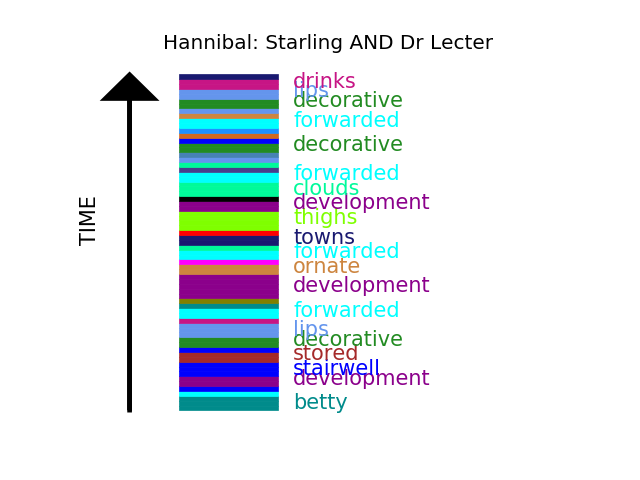 Hannibal: Starling AND Dr Lecter
drinks
lips
decorative
forwarded
decorative
forwarded
clouds
development
thighs
towns
forwarded
ornate
development
forwarded
lips
decorative
stored
stairwell
development
betty
TIME